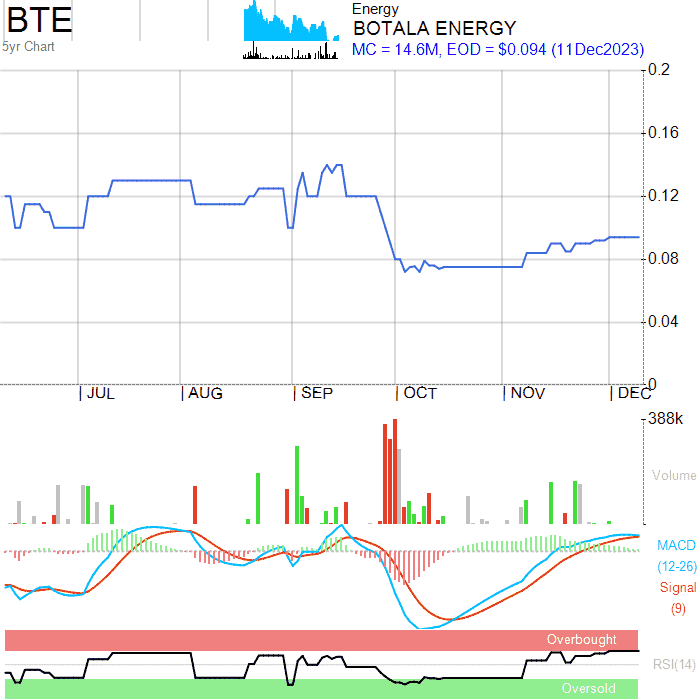 BTE
5yr Chart
Energy
BOTALA ENERGY
MC = 14.6M, EOD = $0.094 (11Dec2023)
0.2
0.16
0.12
0.08
0.04
0
JUL
AUG
SEP
OCT
NOV
DEC
388k
Volume
MACD
(12-26)
Signal
(9)
Overbought
RSI(14)
Oversold